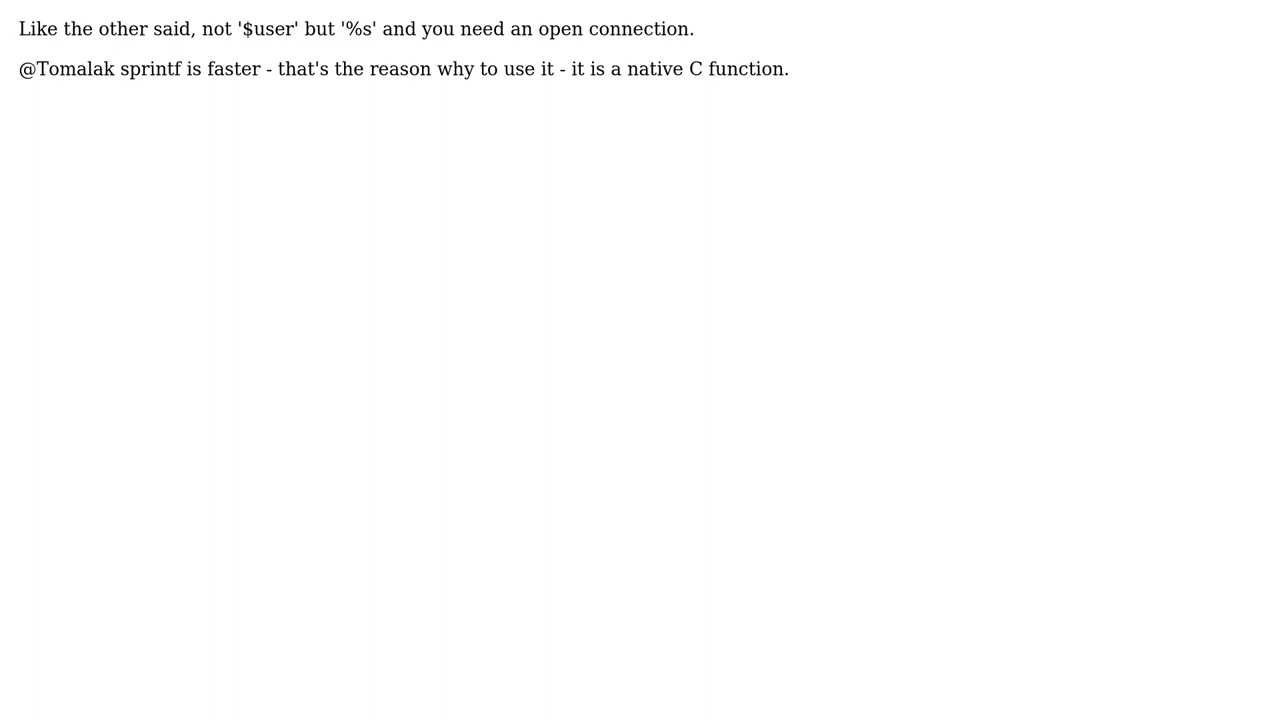 Like the other said, not '$user' but '%s' and you need an open connection.
@Tomalak sprintf is faster - that's the reason why to use it - it is a native C function.